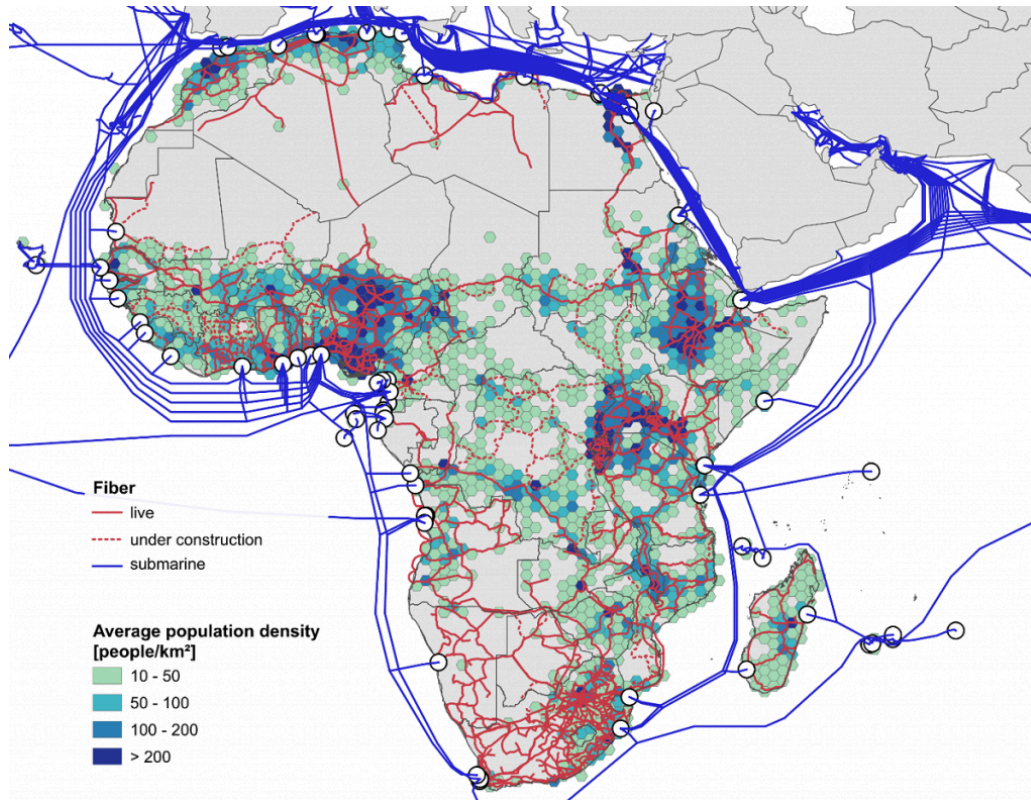 Fiber
live
under construction
submarine
Average population density
[people/km²]
10 - 50
50 - 100
100 - 200
> 200